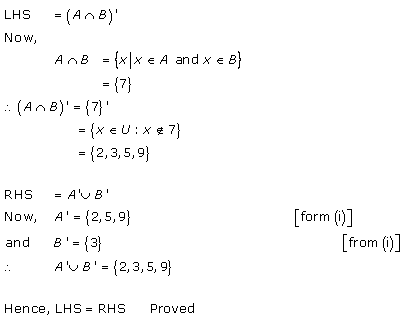 LHS = (A ∩ B)'
Now,
A ∩ B = {x|x ∈ A and x ∈ B}
= {7}
∴ (A ∩ B)' = {7}'
= {x ∈ U : x ∉ 7}
= {2,3,5,9}
RHS = A'∪ B'
Now, A' = {2,5,9} [form (i)]
and B' = {3} [from (i)]
∴ A'∪ B' = {2,3,5,9}
Hence, LHS = RHS Proved